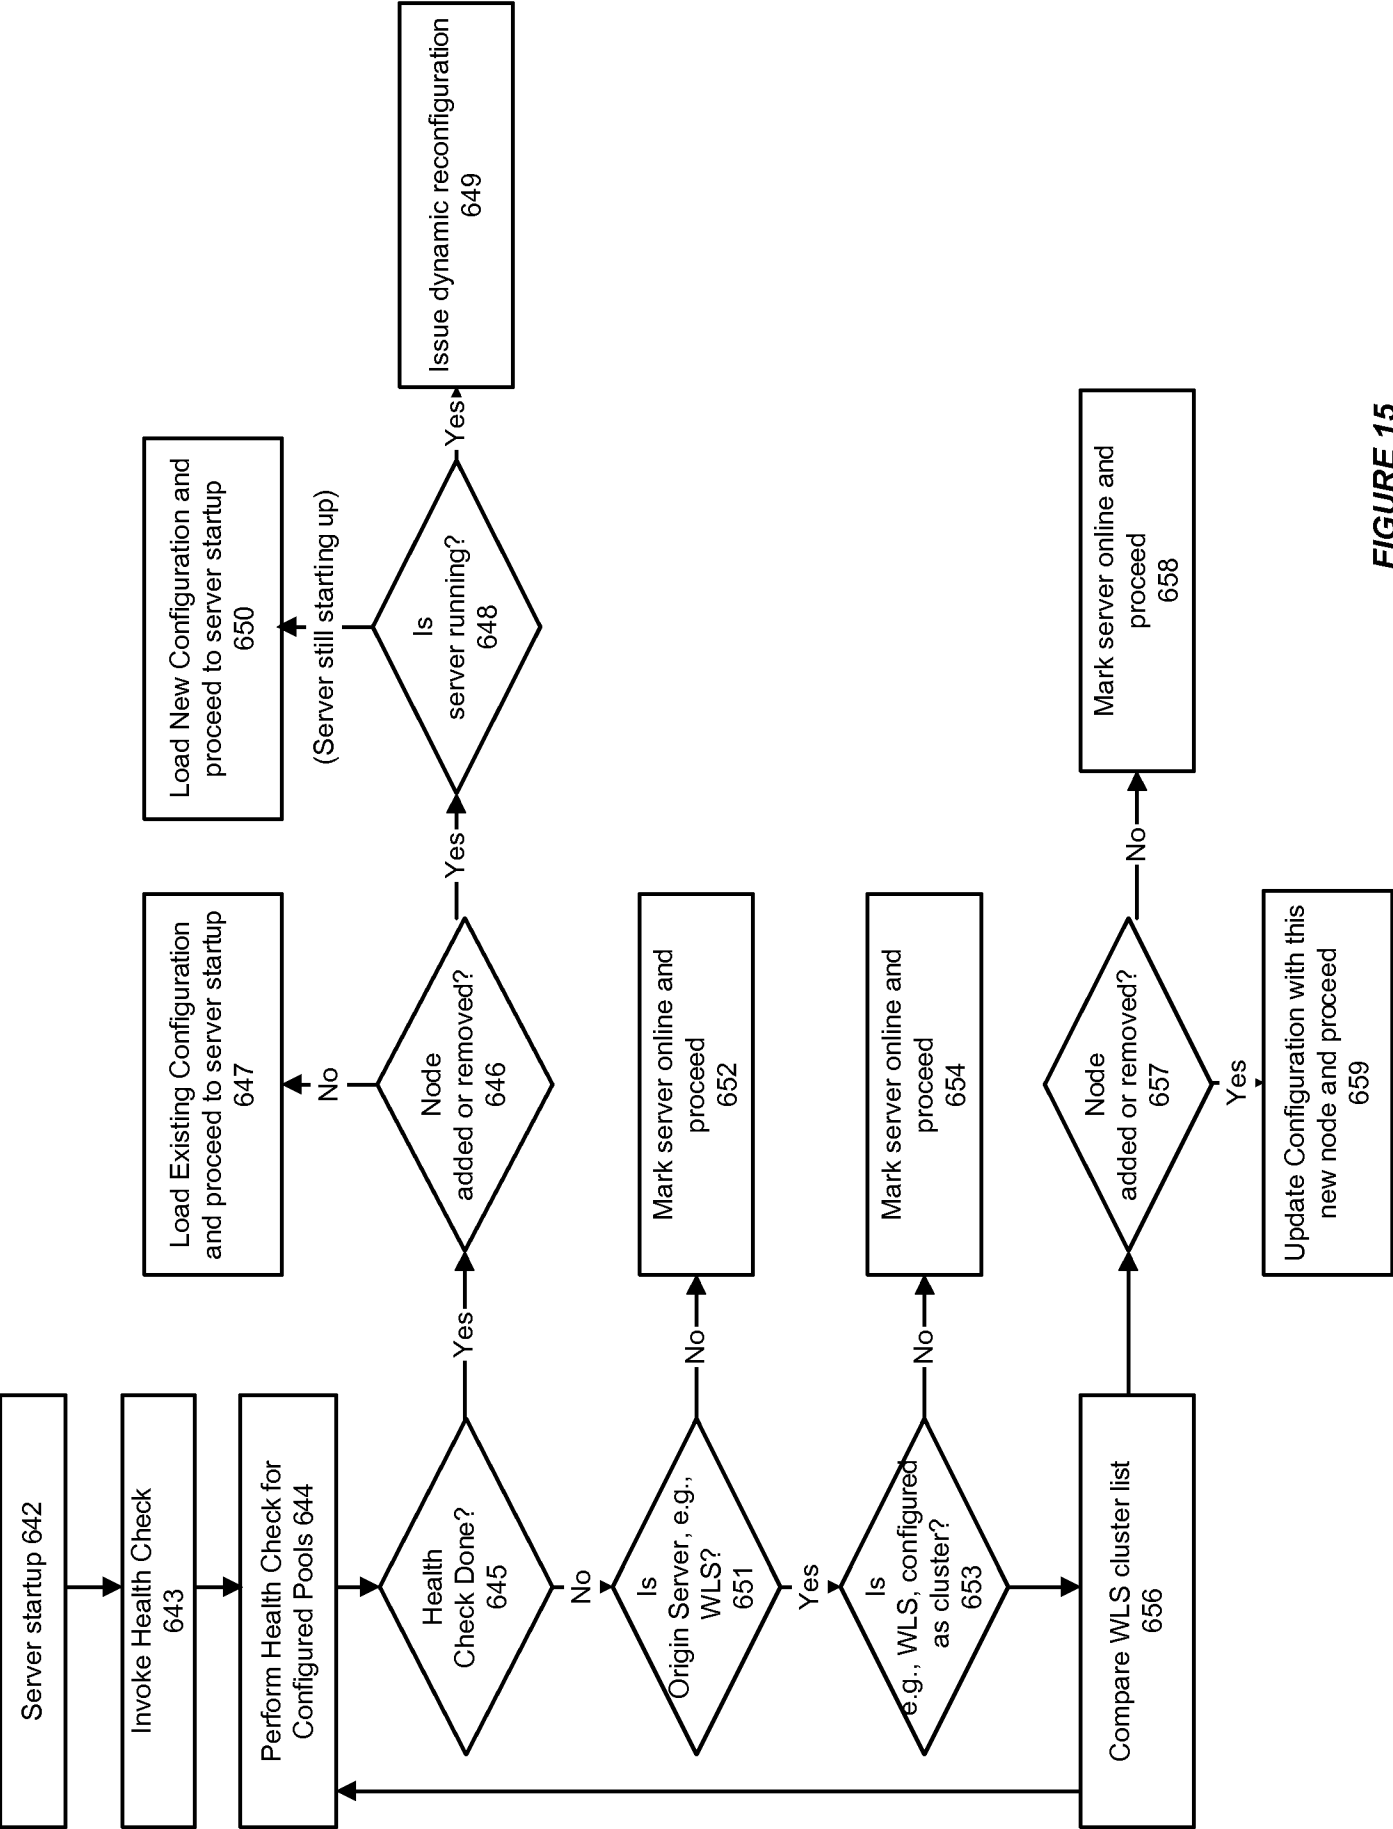 Server startup 642
Invoke Health Check
643
Perform Health Check for
Configured Pools 644
Health
Check Done?
645
Yes
No
Node
added or removed?
646
No
Yes
Load Existing Configuration
and proceed to server startup
647
Is
server running?
648
(Server still starting up)
Yes
Load New Configuration and
proceed to server startup
650
Issue dynamic reconfiguration
649
Is
Origin Server, e.g.,
WLS?
651
No
Yes
Mark server online and
proceed
652
Is
e.g., WLS, configured
as cluster?
653
No
Mark server online and
proceed
654
Compare WLS cluster list
656
Node
added or removed?
657
No
Yes
Mark server online and
proceed
658
Update Configuration with this
new node and proceed
659
FIGURE 15